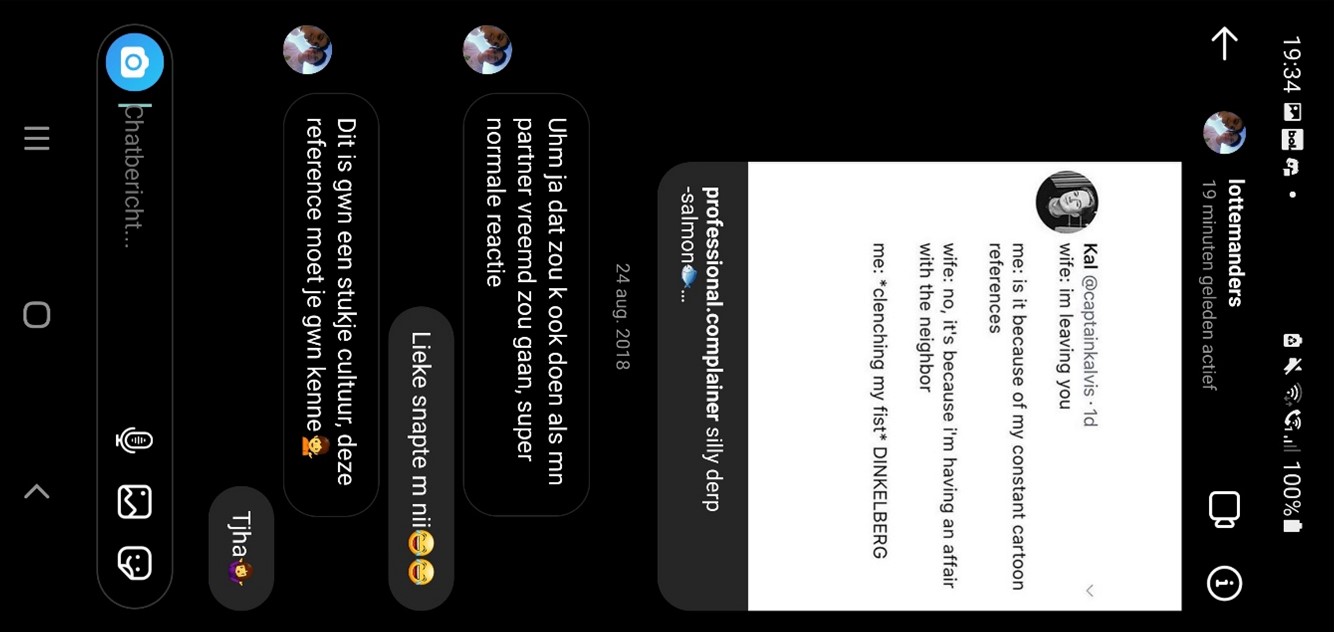 19:34 bol. 1 100%
lottemanders
19 minuten geleden actief
Kal @captainkalvis · 1d
wife: im leaving you
me: is it because of my constant cartoon
references
wife: no, it's because i'm having an affair
with the neighbor
me: *clenching my fist* DINKELBERG
professional.complainer silly derp
-salmon🐟...
24 aug. 2018
Uhm ja dat zou k ook doen als mn
partner vreemd zou gaan, super
normale reactie
Lieke snapte m nii😂😂
Dit is gwn een stukje cultuur, deze
reference moet je gwn kenne💁
Tjha🤷‍♀️
Chatbericht...